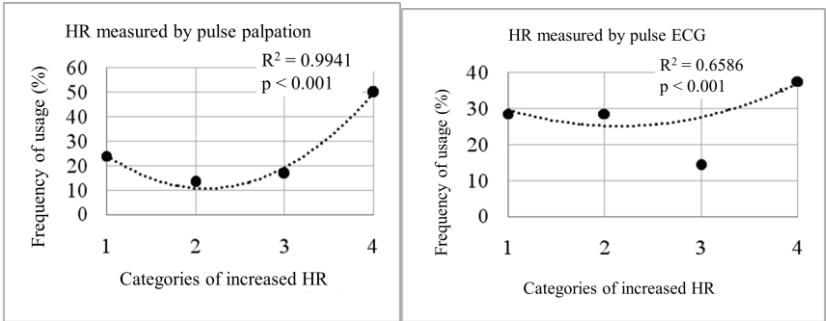 HR measured by pulse palpation
R² = 0.9941
p < 0.001
Frequency of usage (%)
60
50
40
30
20
10
0
1 2 3 4
Categories of increased HR
HR measured by pulse ECG
R² = 0.6586
p < 0.001
Frequency of usage (%)
40
30
20
10
0
1 2 3 4
Categories of increased HR